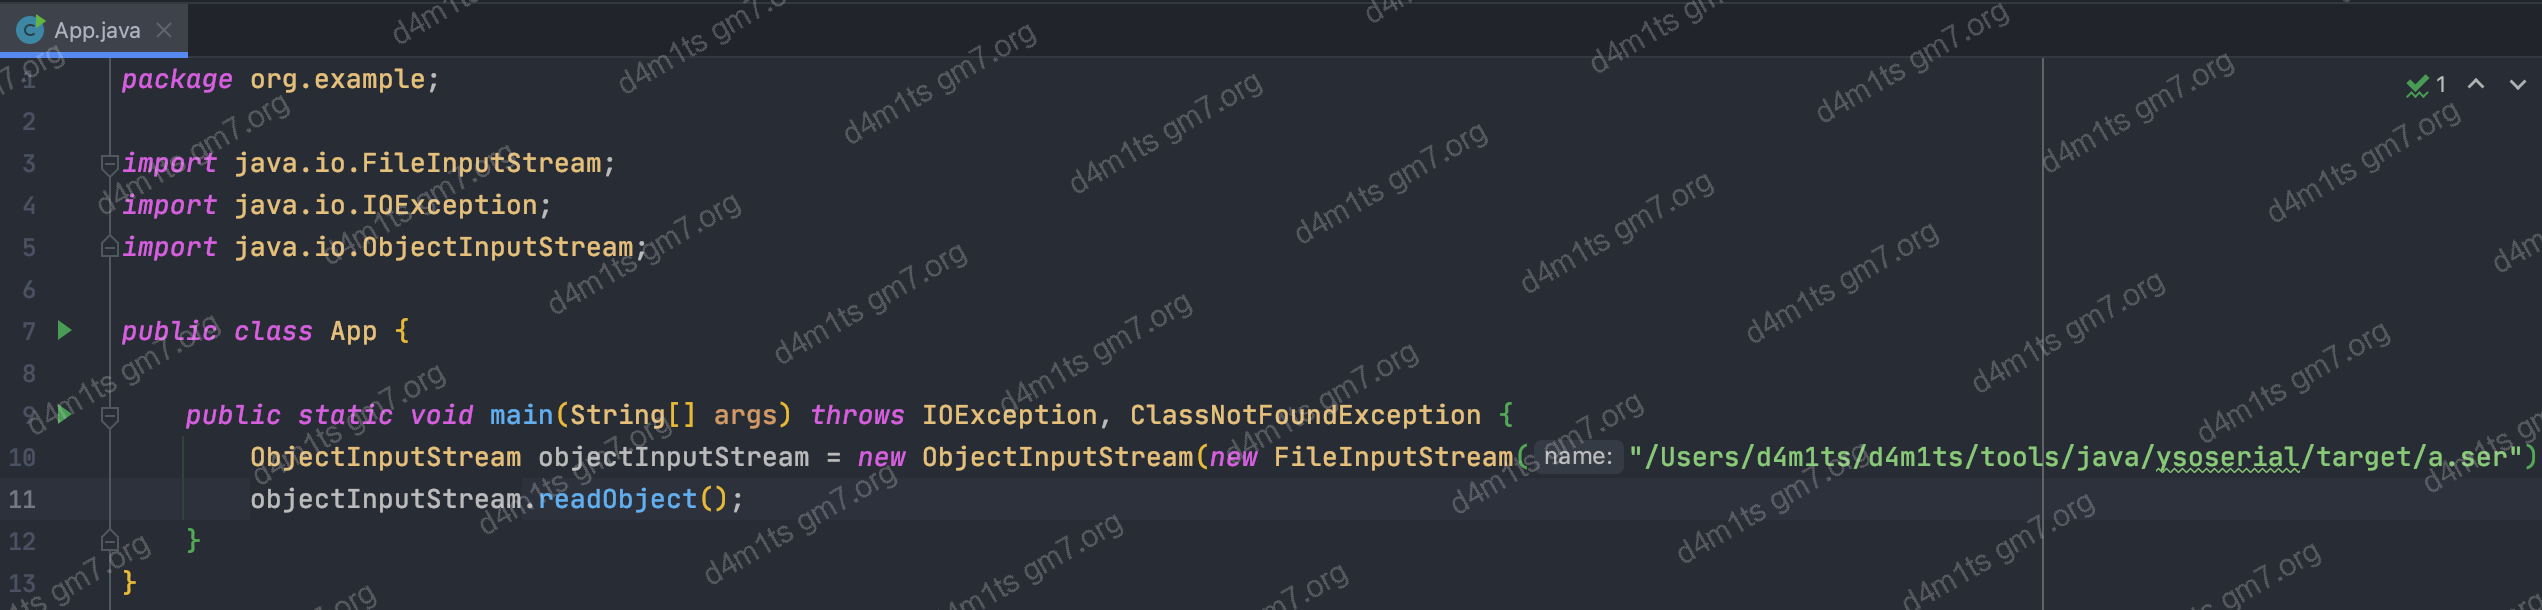 App.java
1 package org.example;
1
2
3 import java.io.FileInputStream;
4 import java.io.IOException;
5 import java.io.ObjectInputStream;
6
7 public class App {
8
9 public static void main(String[] args) throws IOException, ClassNotFoundException {
10 ObjectInputStream objectInputStream = new ObjectInputStream(new FileInputStream( name: "/Users/d4m1ts/d4m1ts/tools/java/ysoserial/target/a.ser")
11 objectInputStream.readObject();
12 }
13 }
d4m1ts gm7.org